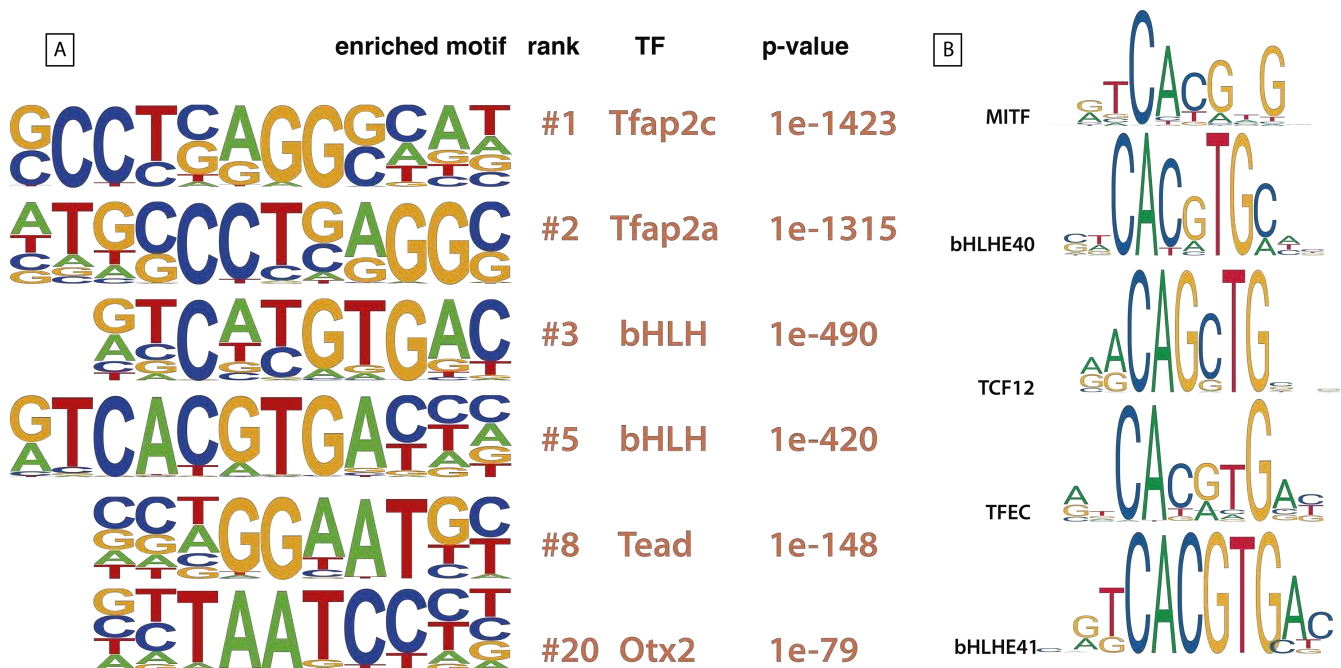 A enriched motif rank TF p-value B
#1 Tfap2c 1e-1423
#2 Tfap2a 1e-1315
#3 bHLH 1e-490
#5 bHLH 1e-420
#8 Tead 1e-148
#20 Otx2 1e-79
MITF
bHLHE40
TCF12
TFEC
bHLHE41